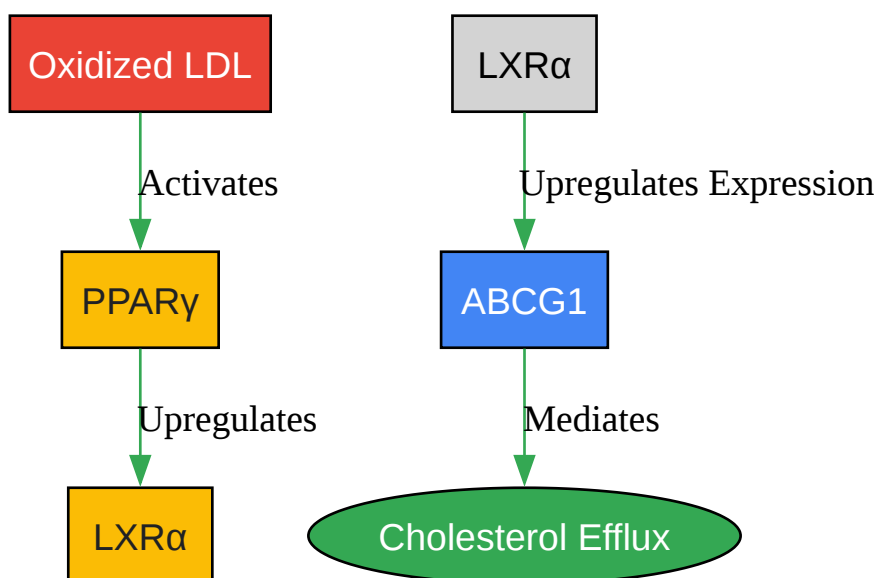 Oxidized LDL
LXRα
Activates
Upregulates Expression
PPARγ
ABCG1
Upregulates
Mediates
LXRα
Cholesterol Efflux